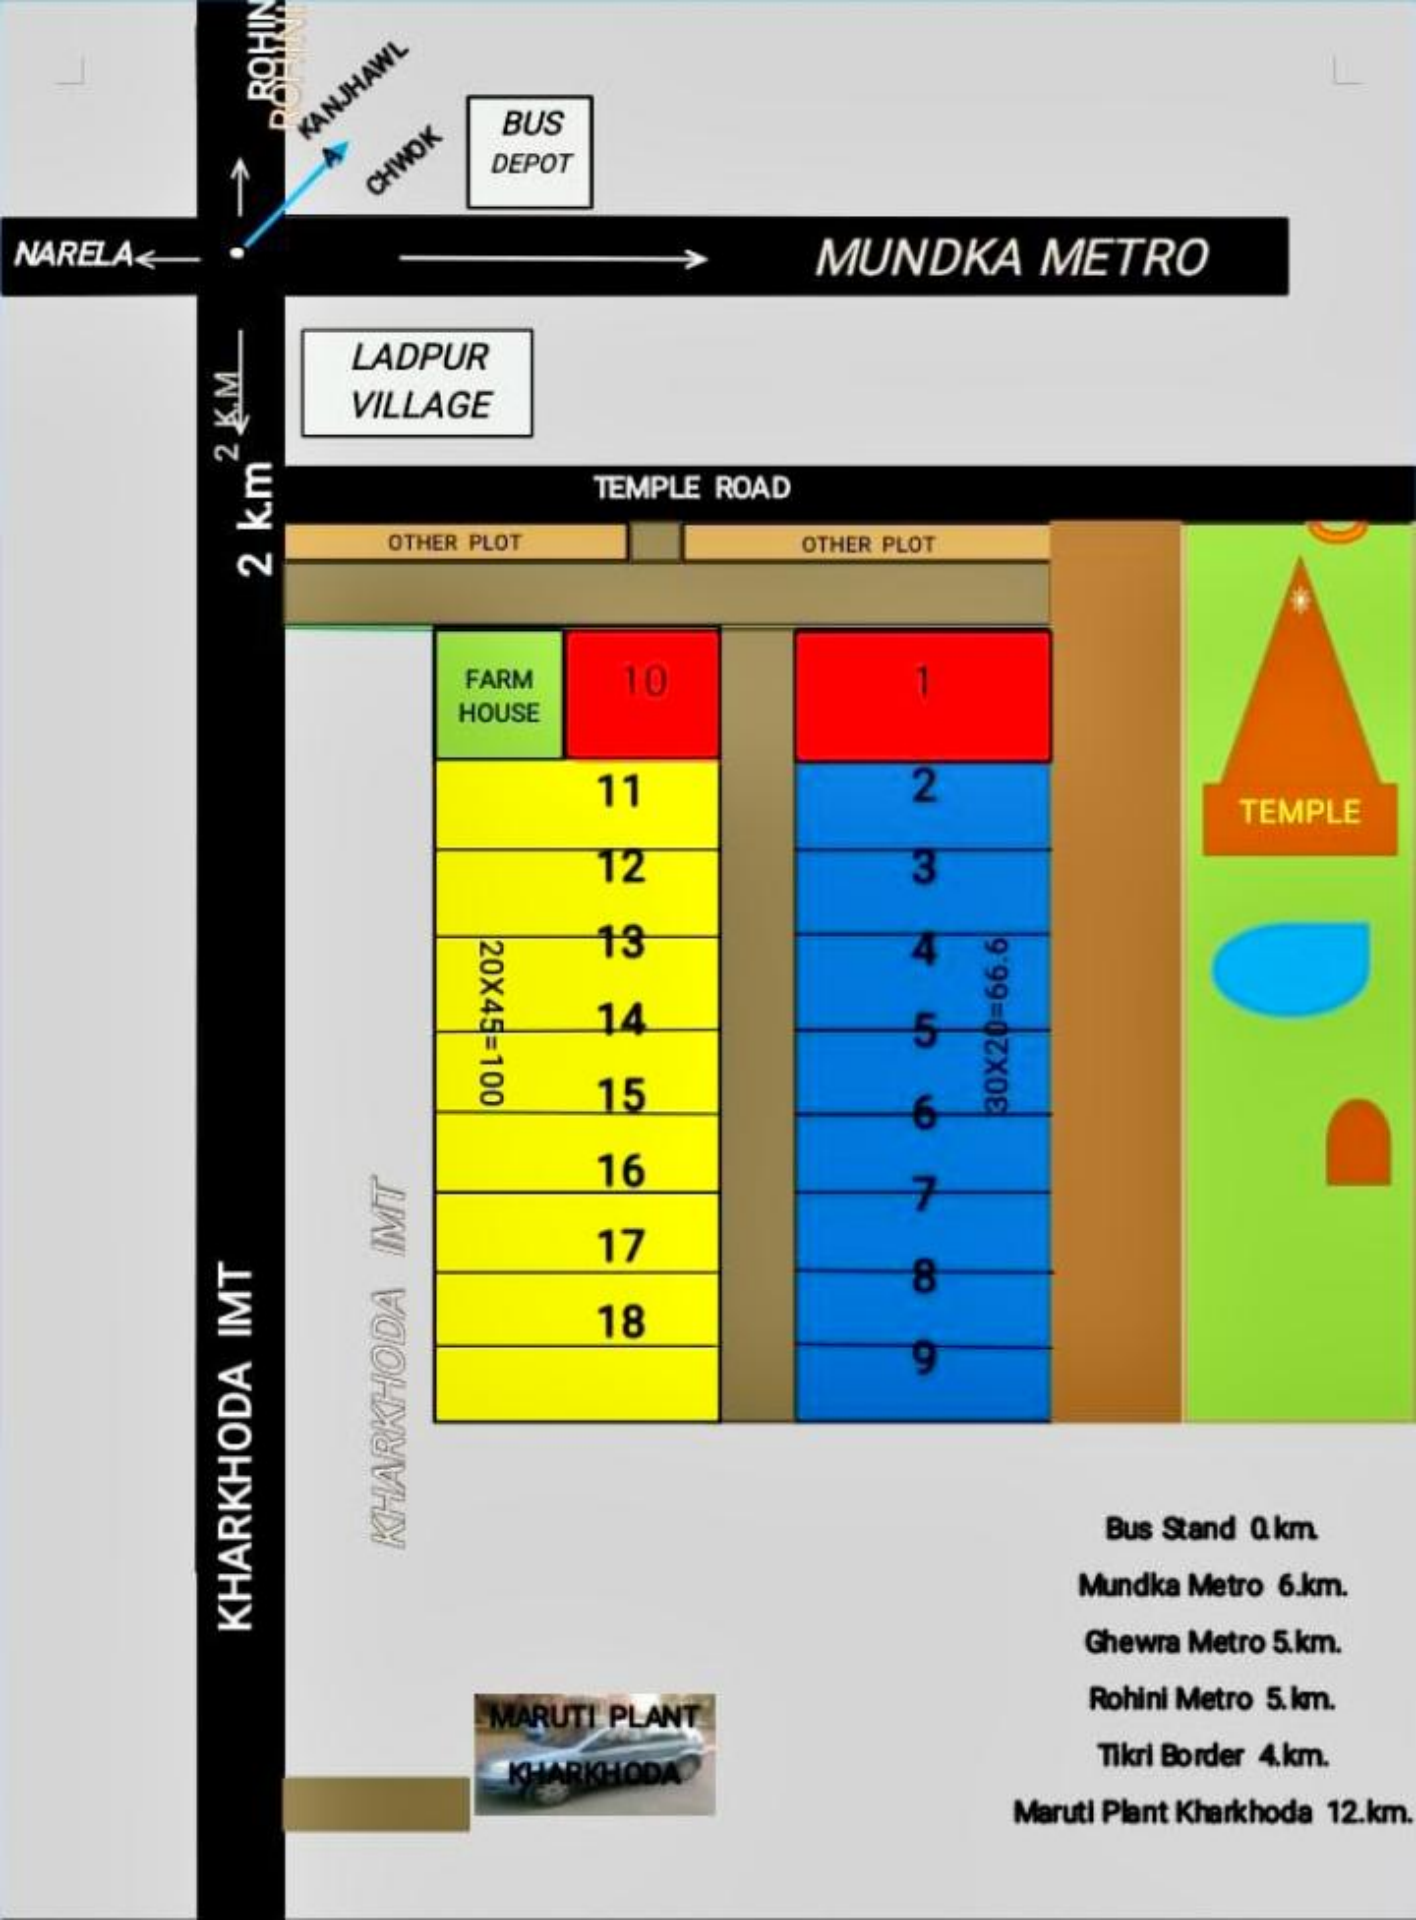 ROHIN
ROHINI
KANJHAWL
A
CHWOK
BUS
DEPOT
NARELA
MUNDKA METRO
LADPUR
VILLAGE
2 K.M
2 k.m
TEMPLE ROAD
OTHER PLOT
OTHER PLOT
FARM
HOUSE
10
1
11
2
12
3
13
4
14
5
15
6
16
7
17
8
18
9
20X45=100
30X20=66.6
TEMPLE
KHARKHODA IMT
KHARKHODA IMT
Bus Stand 0.km.
Mundka Metro 6.km.
Ghewra Metro 5.km.
Rohini Metro 5.km.
Tikri Border 4.km.
Maruti Plant Kharkhoda 12.km.
MARUTI PLANT
KHARKHODA